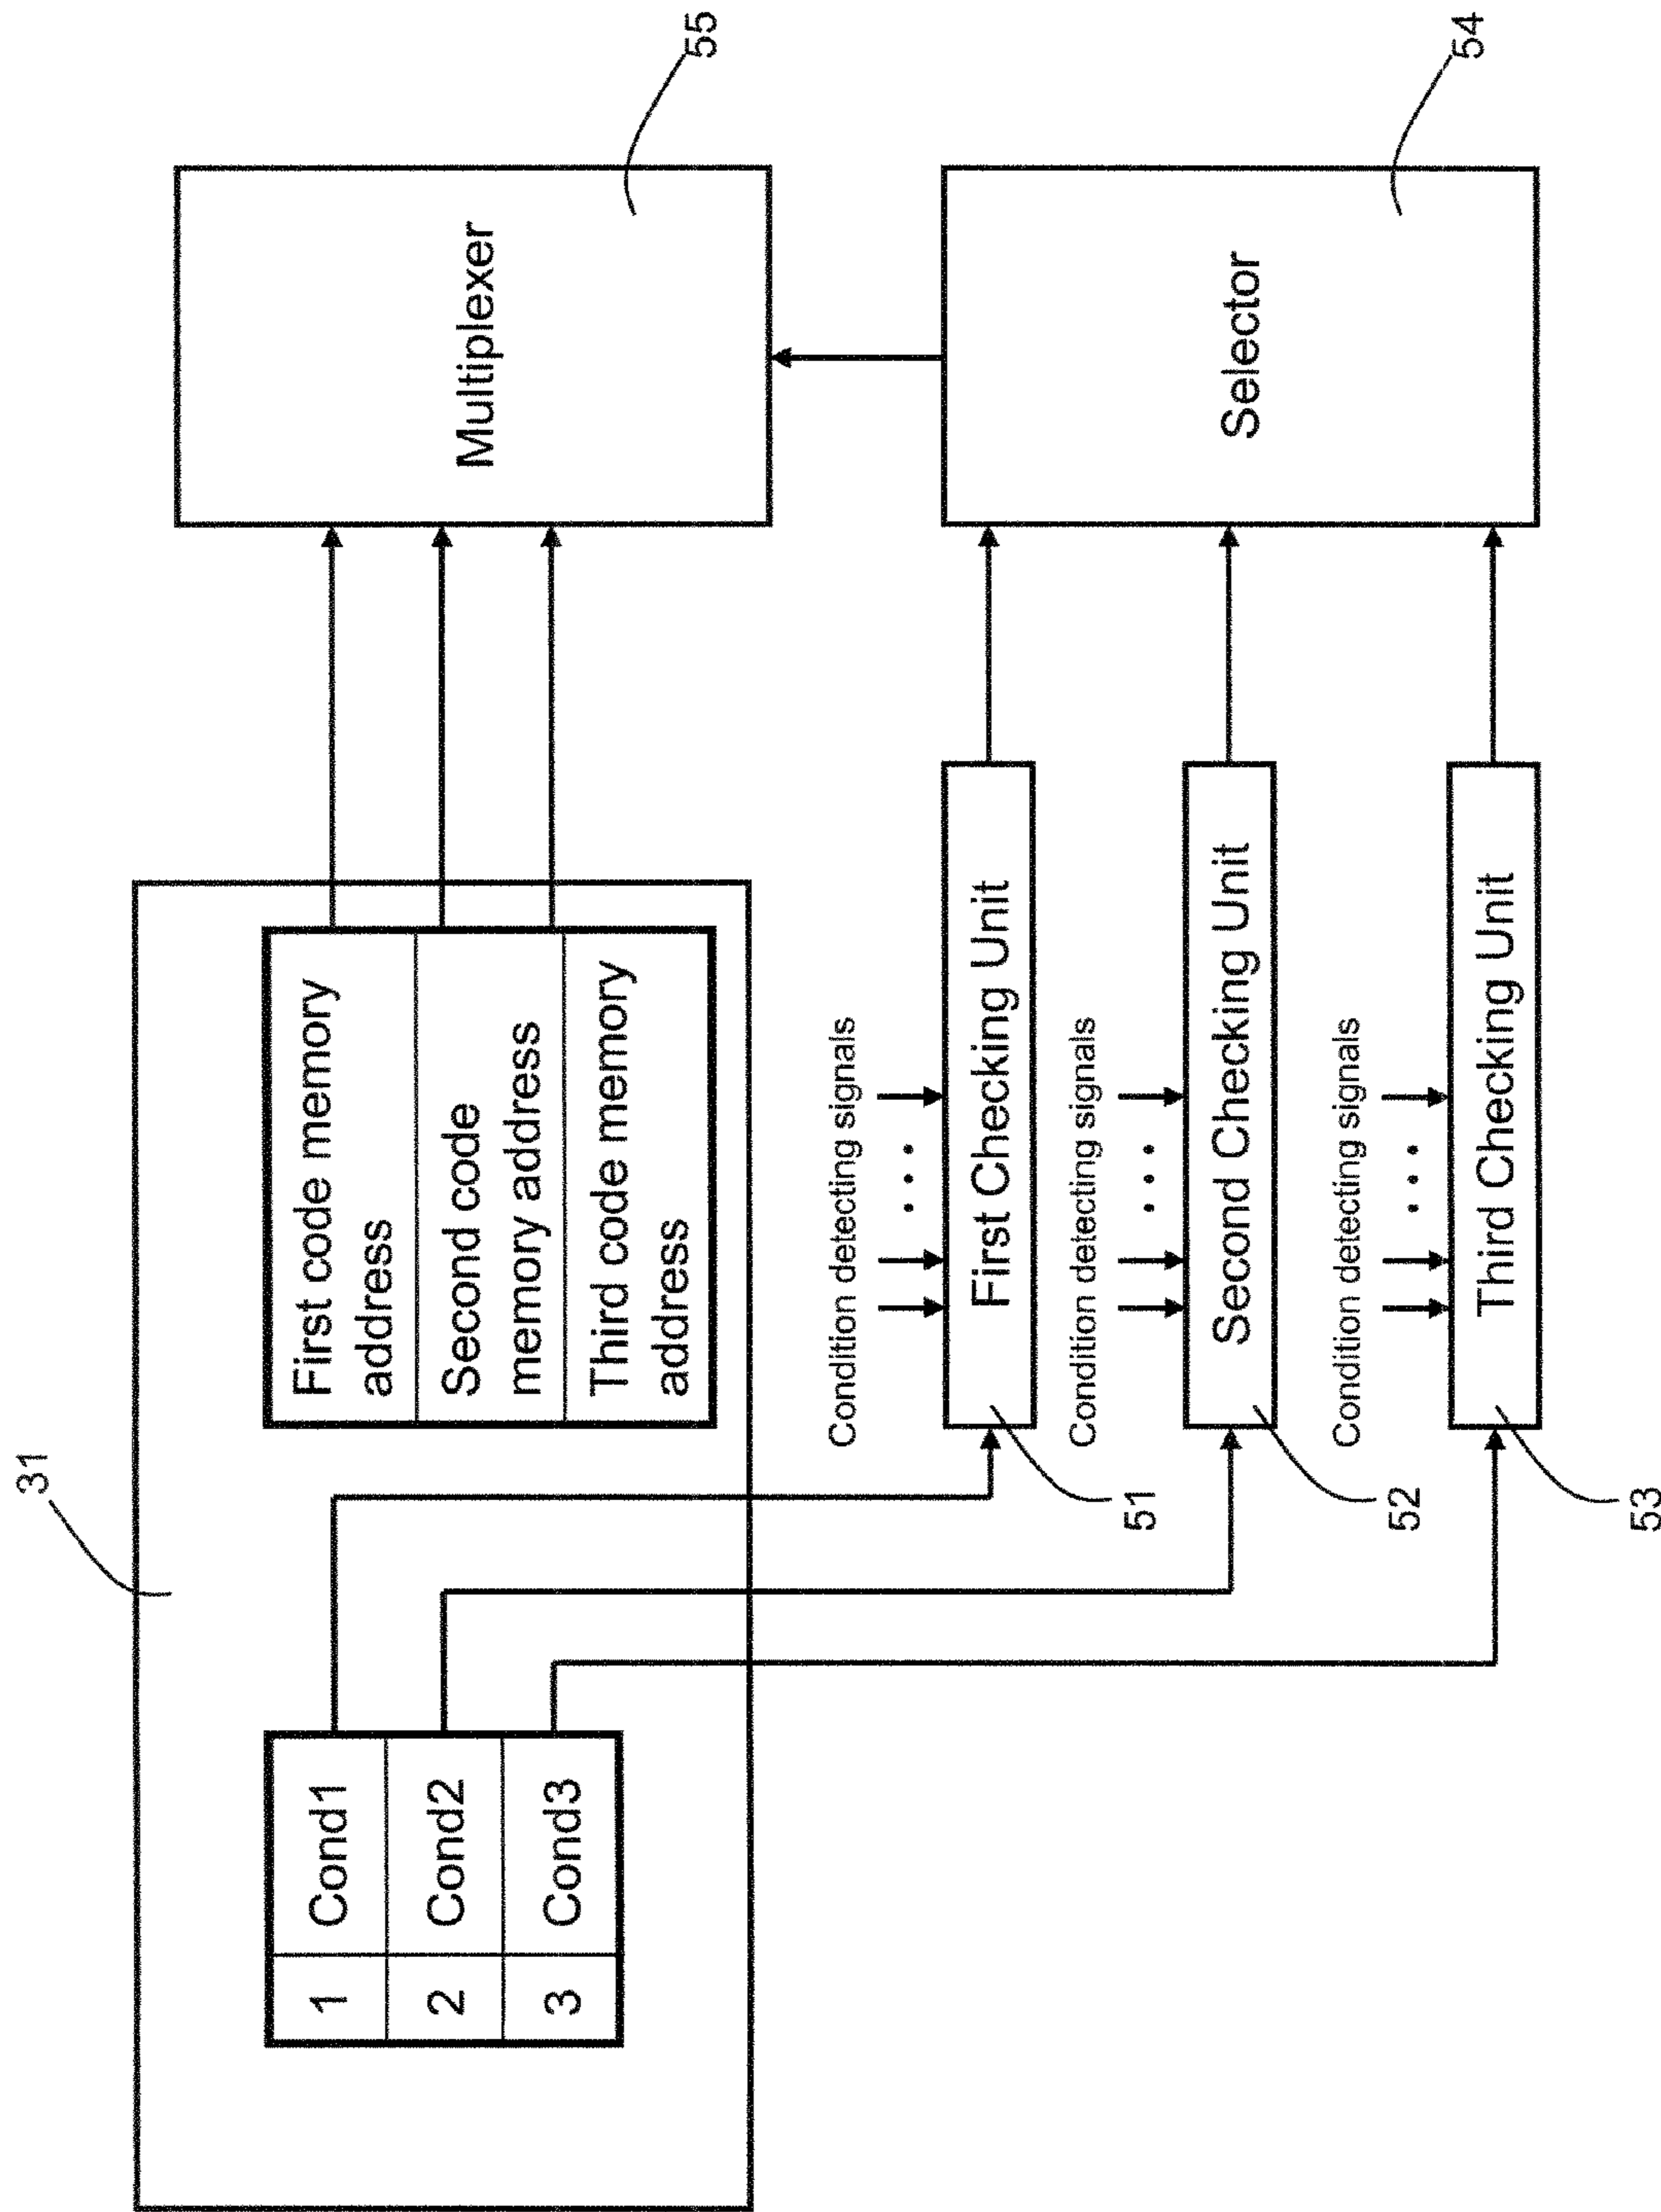 31
1 Cond1
2 Cond2
3 Cond3
First code memory
address
Second code
memory address
Third code memory
address
Multiplexer
55
Condition detecting signals
• • •
First Checking Unit
51
Condition detecting signals
• • •
Second Checking Unit
52
Condition detecting signals
• • •
Third Checking Unit
53
Selector
54